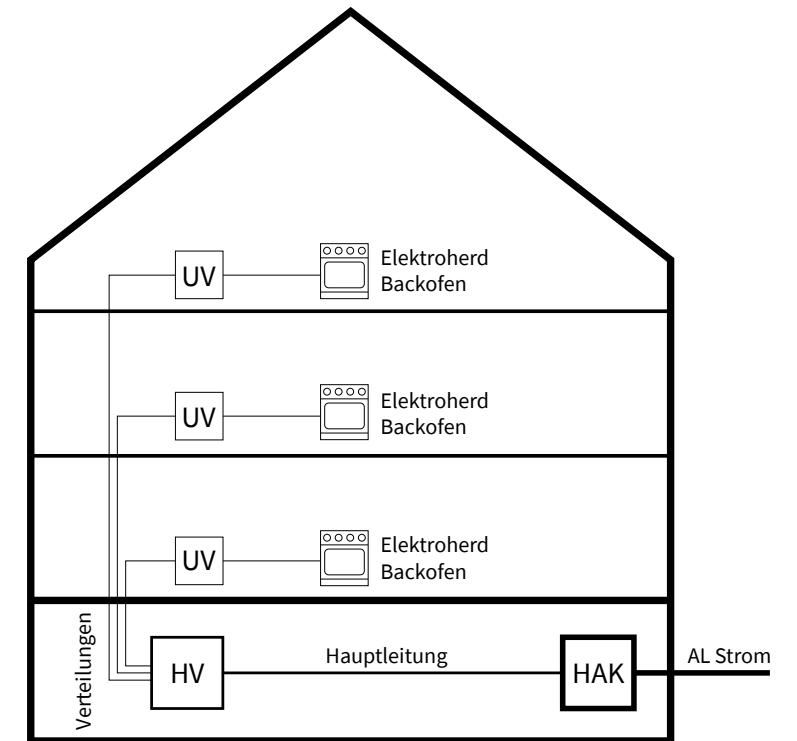 UV
Elektroherd
Backofen
UV
Elektroherd
Backofen
UV
Elektroherd
Backofen
Verteilungen
HV
Hauptleitung
HAK
AL Strom